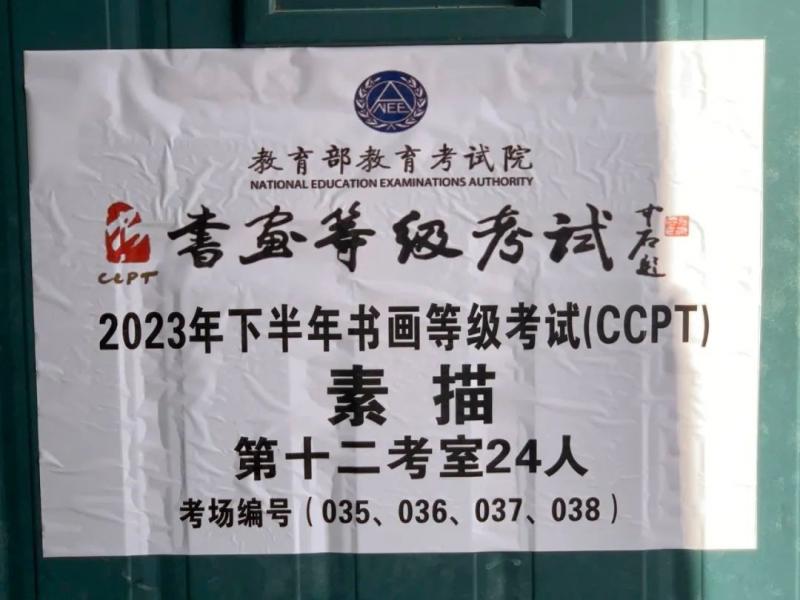 NEEA
教育部教育考试院
NATIONAL EDUCATION EXAMINATIONS AUTHORITY
CCPT
書画等级考试
2023年下半年书画等级考试(CCPT)
素描
第十二考室24人
考场编号（035、036、037、038）